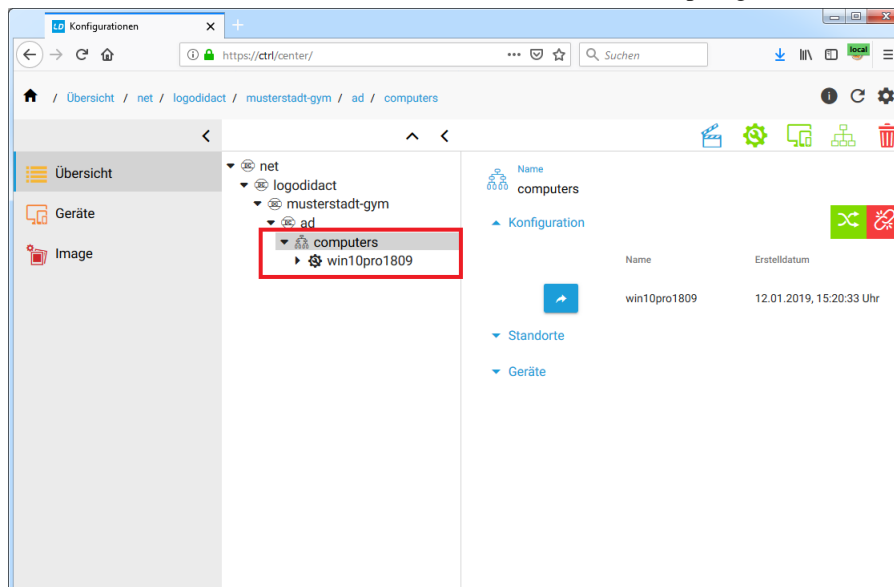 LD Konfigurationen
https://ctrl/center/
Suchen
local
/ Übersicht / net / logodidact / musterstadt-gym / ad / computers
Übersicht
Geräte
Image
net
logodidact
musterstadt-gym
ad
computers
win10pro1809
Name
computers
Konfiguration
Name Erstelldatum
win10pro1809 12.01.2019, 15:20:33 Uhr
Standorte
Geräte